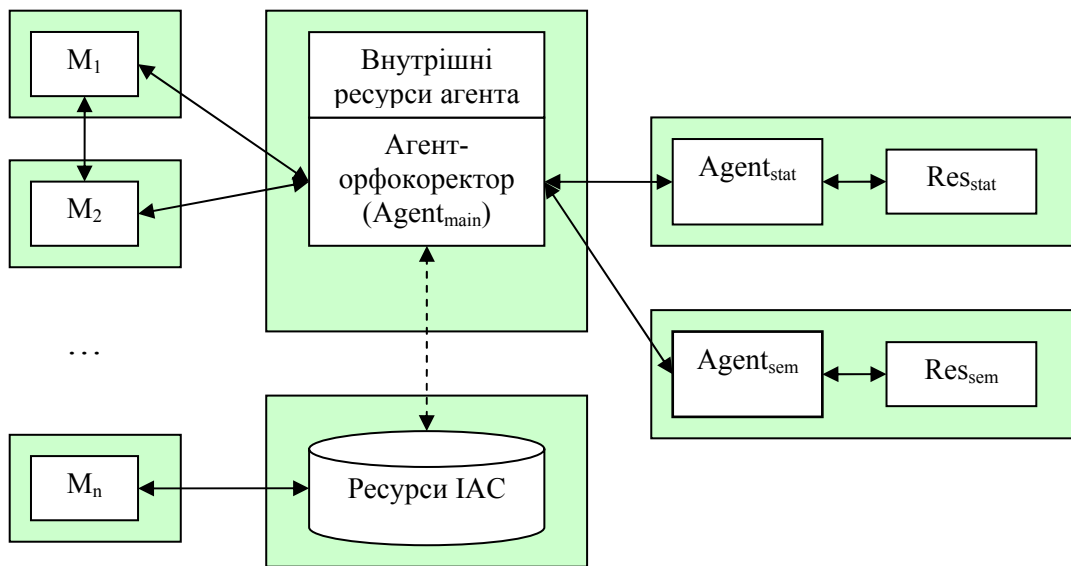 M₁
M₂
…
Mₙ
Внутрішні
ресурси агента
Агент-
орфокоректор
(Agentmain)
Ресурси ІАС
Agentstat
Resstat
Agentsem
Ressem